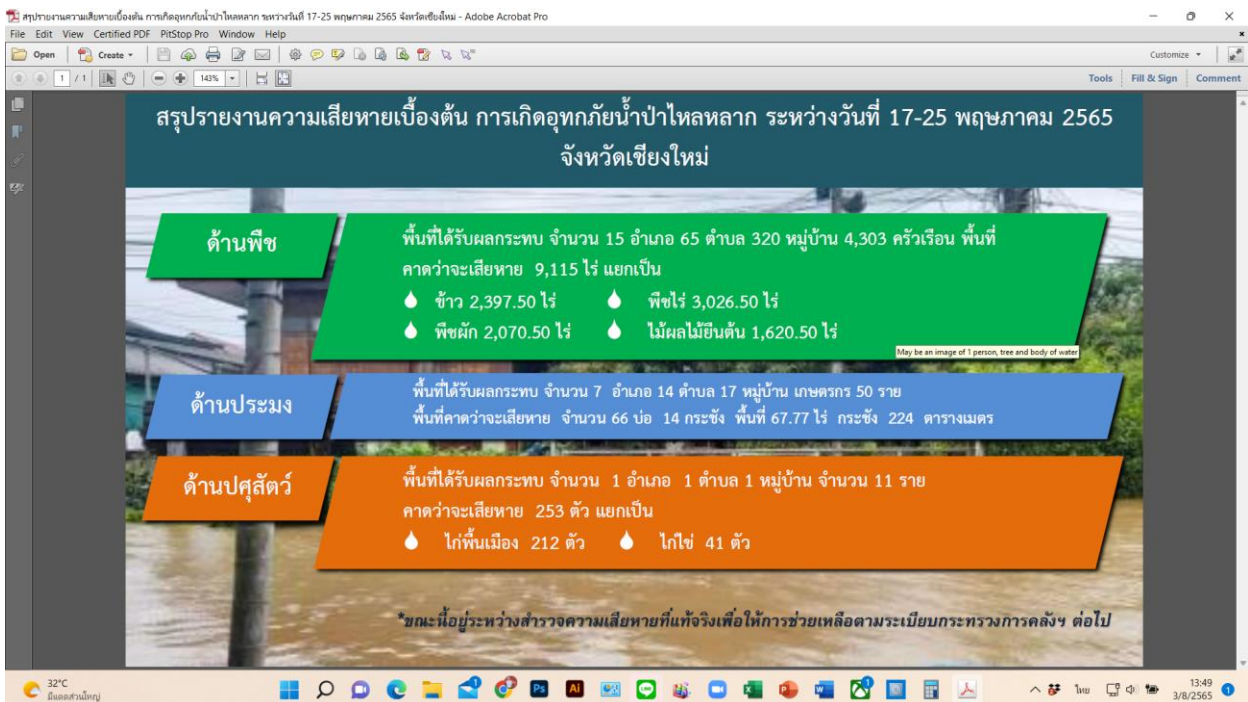 สรุปรายงานความเสียหายเบื้องต้น การเกิดอุทกภัยน้ำป่าไหลหลาก ระหว่างวันที่ 17-25 พฤษภาคม 2565 จังหวัดเชียงใหม่ - Adobe Acrobat Pro
File Edit View Certified PDF PitStop Pro Window Help
Open Create Customize
1 / 1 143% Tools Fill & Sign Comment
สรุปรายงานความเสียหายเบื้องต้น การเกิดอุทกภัยน้ำป่าไหลหลาก ระหว่างวันที่ 17-25 พฤษภาคม 2565
จังหวัดเชียงใหม่
ด้านพืช
พื้นที่ได้รับผลกระทบ จำนวน 15 อำเภอ 65 ตำบล 320 หมู่บ้าน 4,303 ครัวเรือน พื้นที่
คาดว่าจะเสียหาย 9,115 ไร่ แยกเป็น
ข้าว 2,397.50 ไร่ พืชไร่ 3,026.50 ไร่
พืชผัก 2,070.50 ไร่ ไม้ผลไม้ยืนต้น 1,620.50 ไร่
May be an image of 1 person, tree and body of water
ด้านประมง
พื้นที่ได้รับผลกระทบ จำนวน 7 อำเภอ 14 ตำบล 17 หมู่บ้าน เกษตรกร 50 ราย
พื้นที่คาดว่าจะเสียหาย จำนวน 66 บ่อ 14 กระชัง พื้นที่ 67.77 ไร่ กระชัง 224 ตารางเมตร
ด้านปศุสัตว์
พื้นที่ได้รับผลกระทบ จำนวน 1 อำเภอ 1 ตำบล 1 หมู่บ้าน จำนวน 11 ราย
คาดว่าจะเสียหาย 253 ตัว แยกเป็น
ไก่พื้นเมือง 212 ตัว ไก่ไข่ 41 ตัว
*ขณะนี้อยู่ระหว่างสำรวจความเสียหายที่แท้จริงเพื่อให้การช่วยเหลือตามระเบียบกระทรวงการคลังฯ ต่อไป
32°C
มีแดดส่วนใหญ่
Ps Ai ไทย
13:49
3/8/2565 1